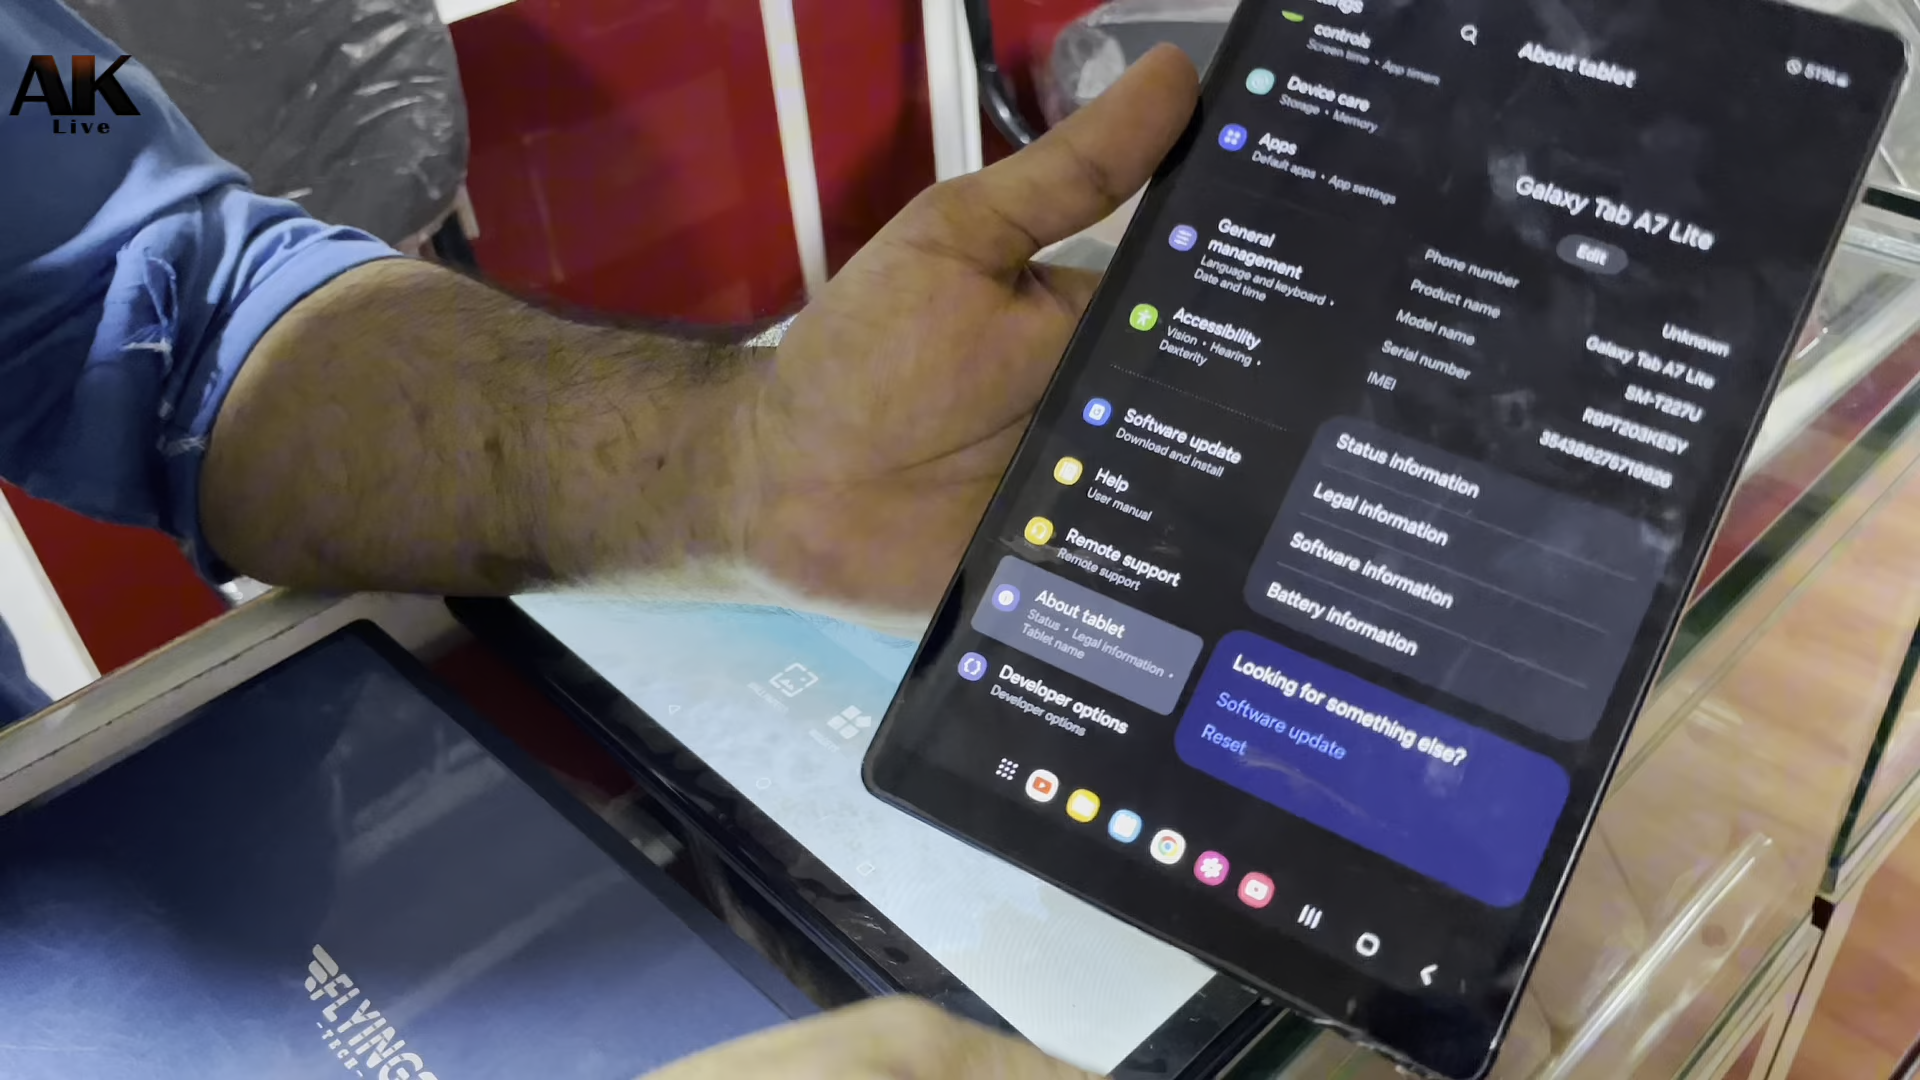 AK
Live
controls
Screen time • App timers
Device care
Storage • Memory
Apps
Default apps • App settings
General
management
Language and keyboard •
Date and time
Accessibility
Vision • Hearing •
Dexterity
Software update
Download and install
Help
User manual
Remote support
Remote support
About tablet
Status • Legal information •
Tablet name
Developer options
Developer options
About tablet
51%
Galaxy Tab A7 Lite
Edit
Phone number
Unknown
Product name
Galaxy Tab A7 Lite
Model name
SM-T227U
Serial number
IMEI
Status information
Legal information
Software information
Battery information
Looking for something else?
Software update
Reset
FLYING
-TECH-